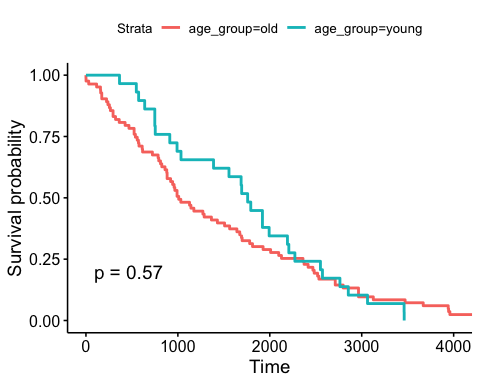 Strata age_group=old age_group=young
1.00
0.75
0.50
0.25
0.00
Survival probability
p = 0.57
0 1000 2000 3000 4000
Time